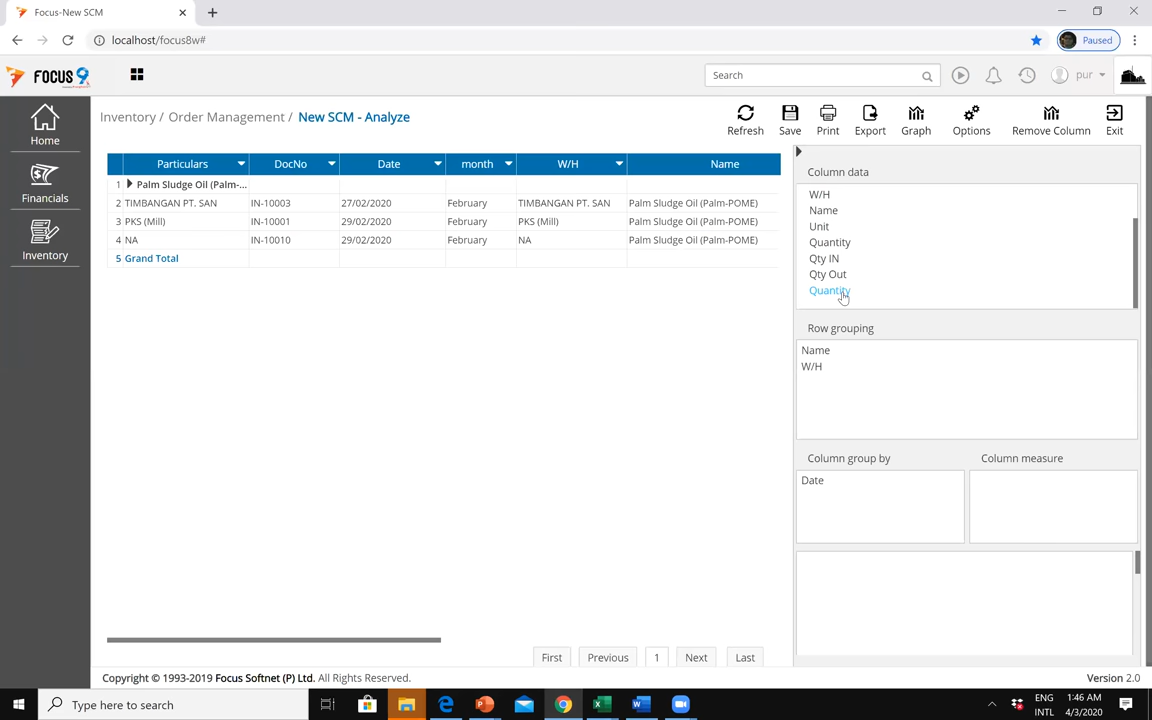 Focus-New SCM
localhost/focus8w#
Paused
FOCUS 9
Search
pur
Home
Financials
Inventory
Inventory / Order Management / New SCM - Analyze
Refresh Save Print Export Graph Options Remove Column Exit
Particulars DocNo Date month W/H Name
1 Palm Sludge Oil (Palm-...
2 TIMBANGAN PT. SAN IN-10003 27/02/2020 February TIMBANGAN PT. SAN Palm Sludge Oil (Palm-POME)
3 PKS (Mill) IN-10001 29/02/2020 February PKS (Mill) Palm Sludge Oil (Palm-POME)
4 NA IN-10010 29/02/2020 February NA Palm Sludge Oil (Palm-POME)
5 Grand Total
Column data
W/H
Name
Unit
Quantity
Qty IN
Qty Out
Quantity
Row grouping
Name
W/H
Column group by Column measure
Date
First Previous 1 Next Last
Copyright © 1993-2019 Focus Softnet (P) Ltd. All Rights Reserved.
Version 2.0
Type here to search
ENG
INTL
1:46 AM
4/3/2020